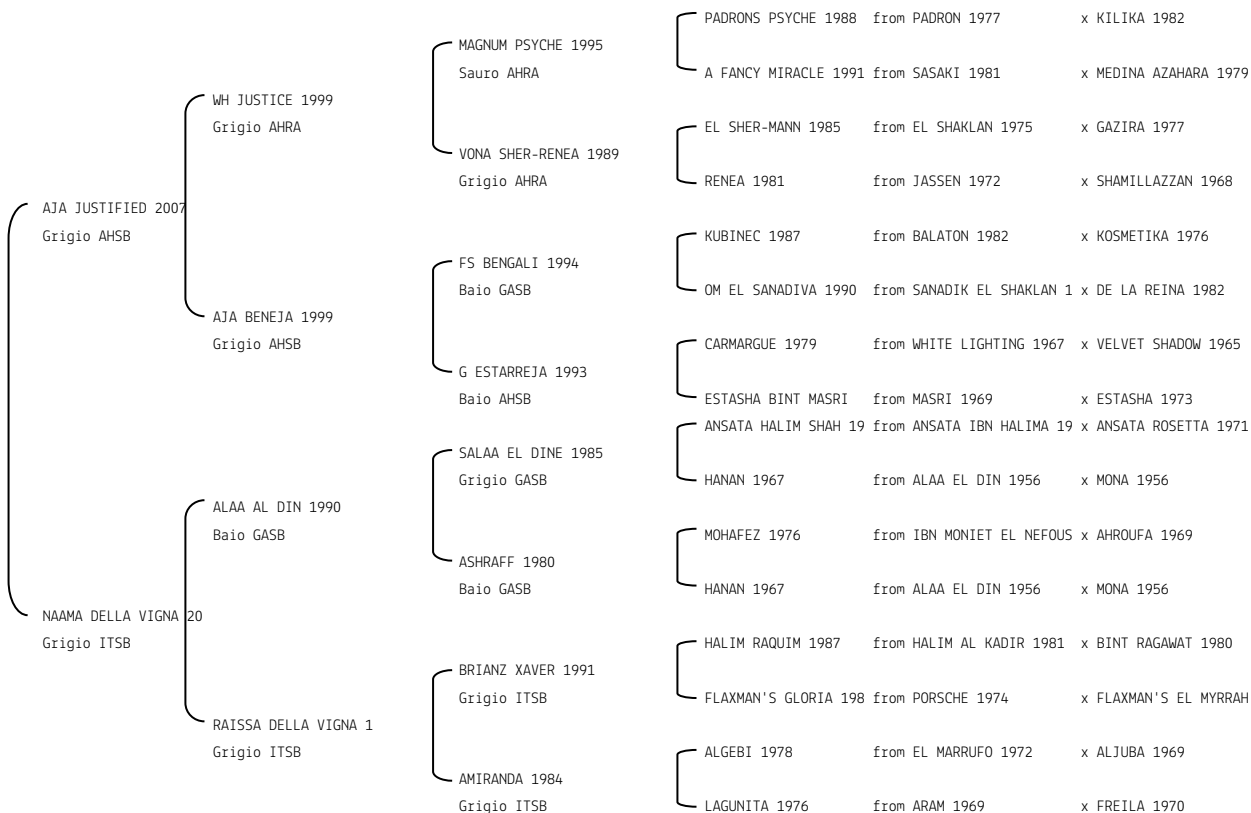 PADRONS PSYCHE 1988 from PADRON 1977 x KILIKA 1982
MAGNUM PSYCHE 1995
Sauro AHRA
A FANCY MIRACLE 1991 from SASAKI 1981 x MEDINA AZAHARA 1979
WH JUSTICE 1999
Grigio AHRA
EL SHER-MANN 1985 from EL SHAKLAN 1975 x GAZIRA 1977
VONA SHER-RENEA 1989
Grigio AHRA
RENEA 1981 from JASSEN 1972 x SHAMILLAZZAN 1968
AJA JUSTIFIED 2007
Grigio AHSB
KUBINEC 1987 from BALATON 1982 x KOSMETIKA 1976
FS BENGALI 1994
Baio GASB
OM EL SANADIVA 1990 from SANADIK EL SHAKLAN 1 x DE LA REINA 1982
AJA BENEJA 1999
Grigio AHSB
CARMARGUE 1979 from WHITE LIGHTING 1967 x VELVET SHADOW 1965
G ESTARREJA 1993
Baio AHSB
ESTASHA BINT MASRI from MASRI 1969 x ESTASHA 1973
ANSATA HALIM SHAH 19 from ANSATA IBN HALIMA 19 x ANSATA ROSETTA 1971
SALAA EL DINE 1985
Grigio GASB
HANAN 1967 from ALAA EL DIN 1956 x MONA 1956
ALAA AL DIN 1990
Baio GASB
MOHAFEZ 1976 from IBN MONIET EL NEFOUS x AHROUFA 1969
ASHRAFF 1980
Baio GASB
HANAN 1967 from ALAA EL DIN 1956 x MONA 1956
NAAMA DELLA VIGNA 20
Grigio ITSB
HALIM RAQUIM 1987 from HALIM AL KADIR 1981 x BINT RAGAWAT 1980
BRIANZ XAVER 1991
Grigio ITSB
FLAXMAN'S GLORIA 198 from PORSCHE 1974 x FLAXMAN'S EL MYRRAH
RAISSA DELLA VIGNA 1
Grigio ITSB
ALGEBI 1978 from EL MARRUFO 1972 x ALJUBA 1969
AMIRANDA 1984
Grigio ITSB
LAGUNITA 1976 from ARAM 1969 x FREILA 1970